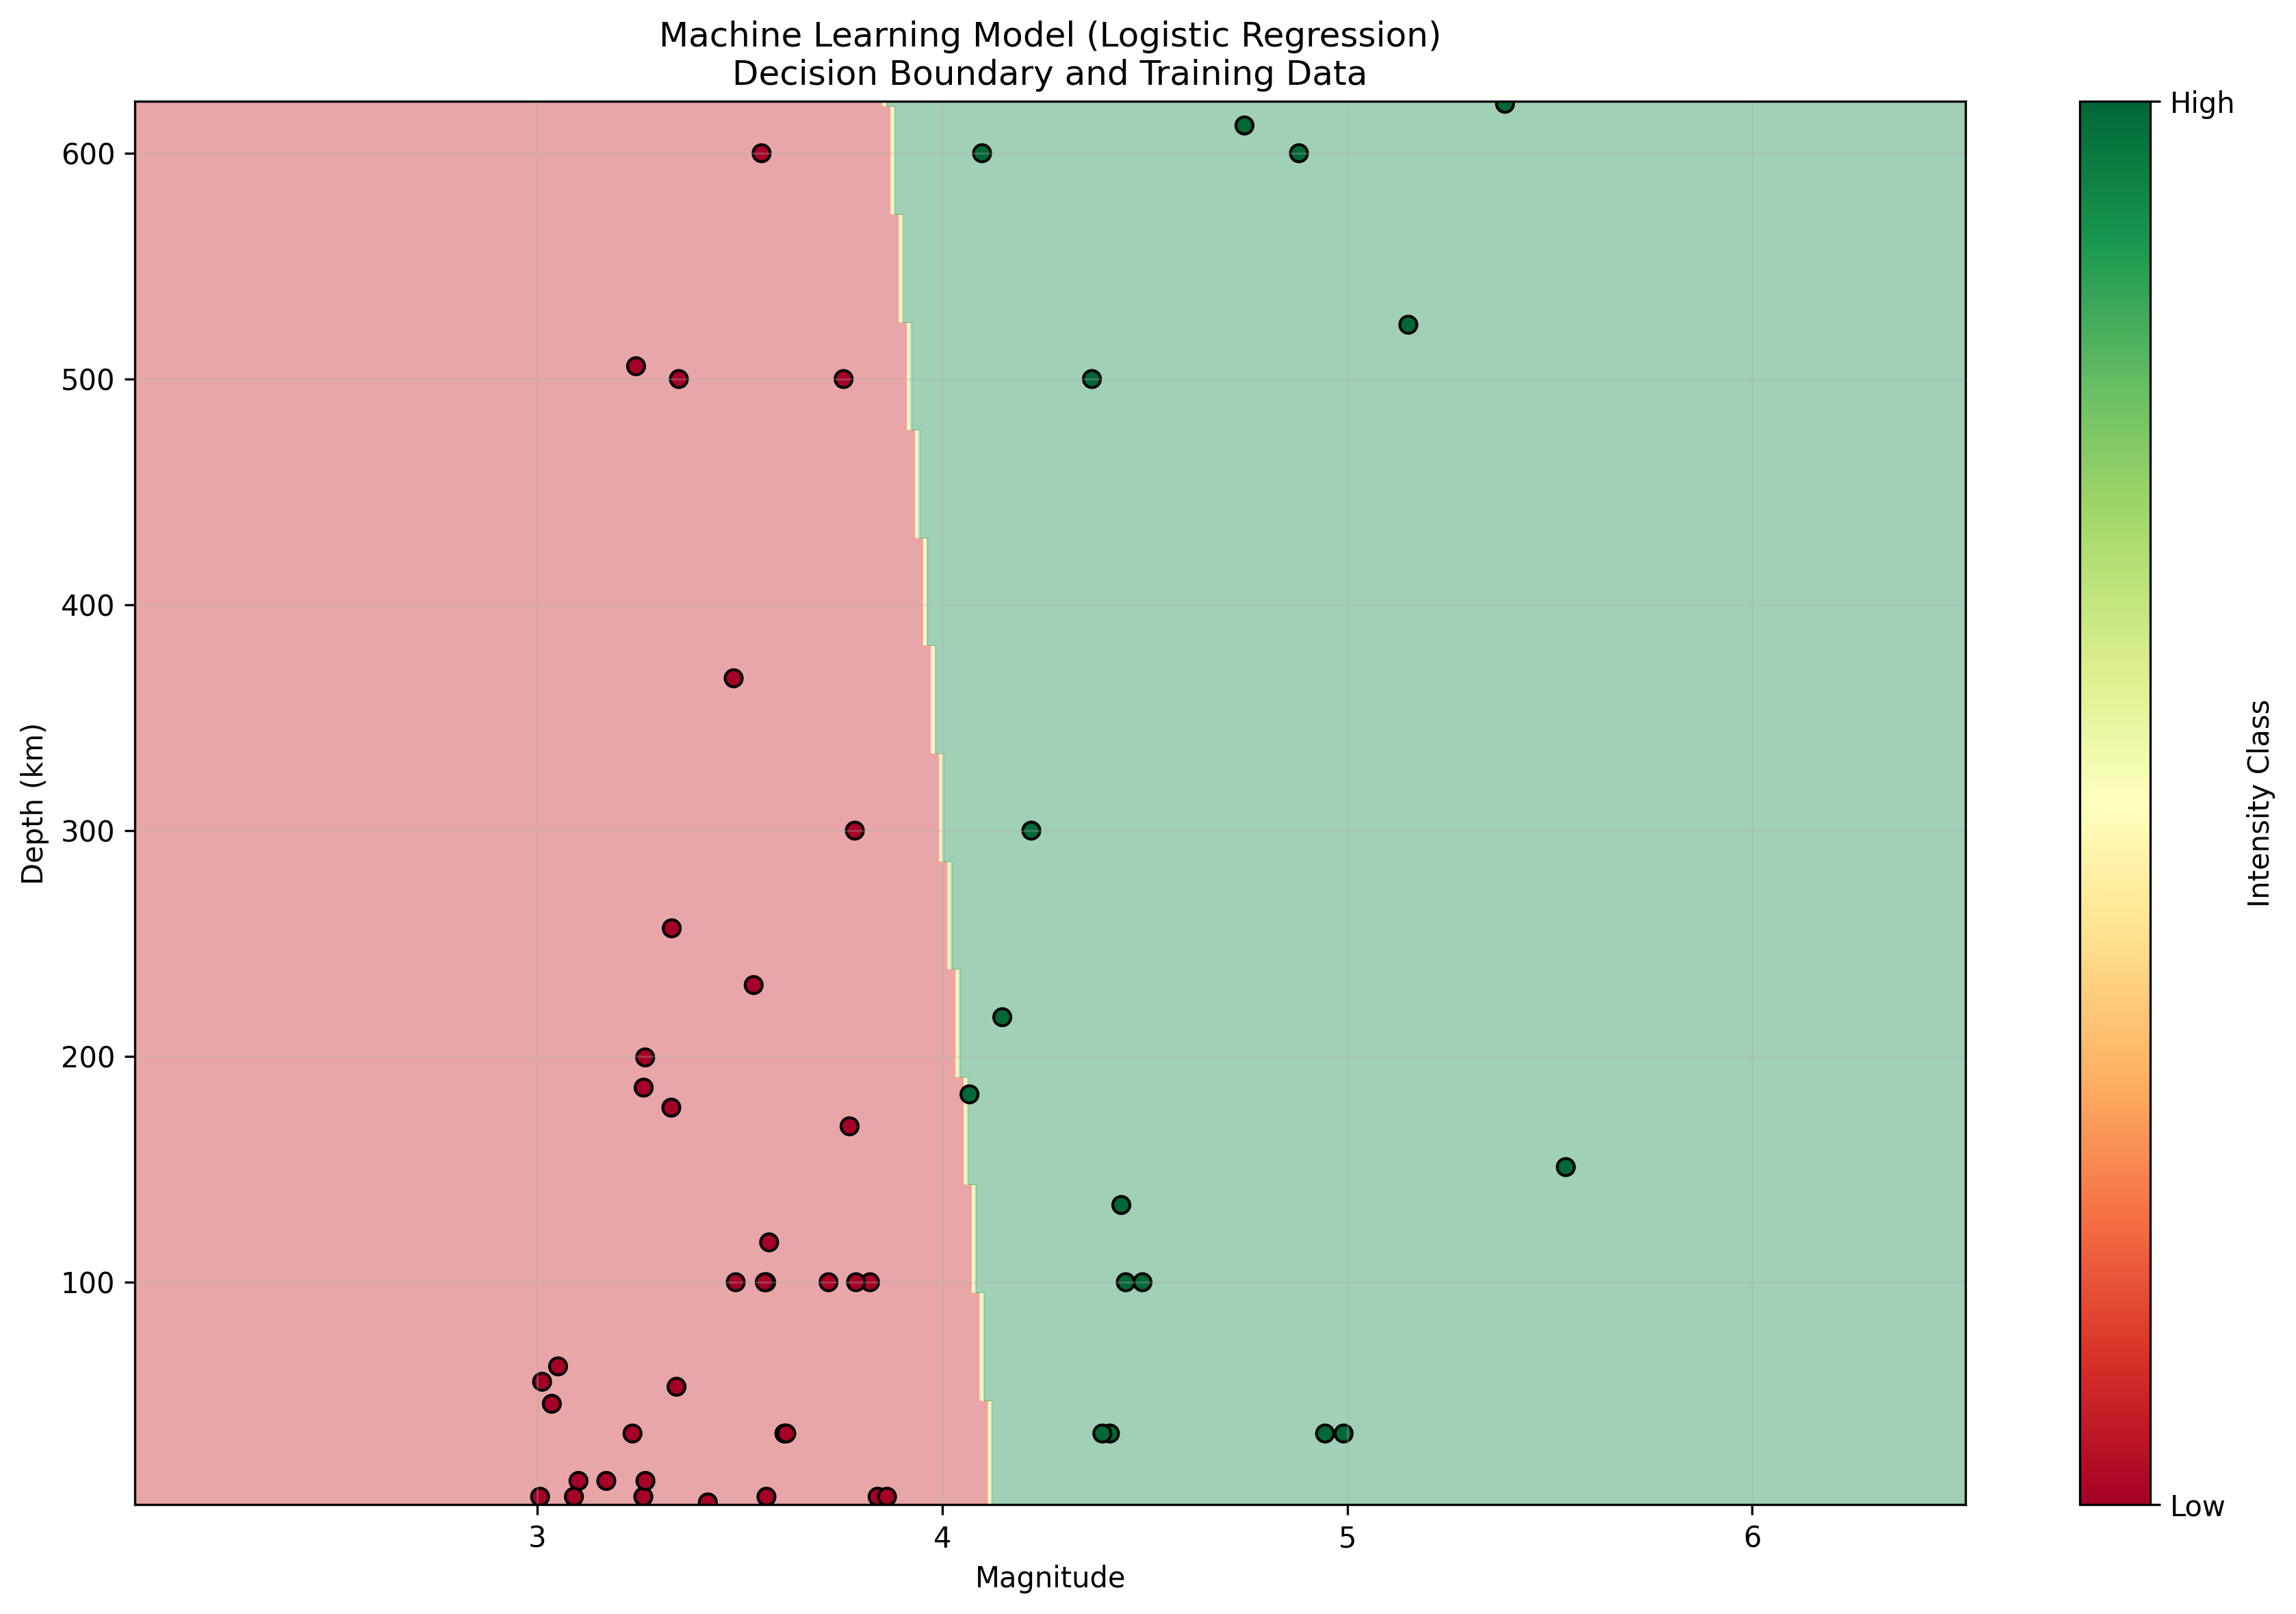 Machine Learning Model (Logistic Regression)
Decision Boundary and Training Data
High
600
500
400
300
200
100
Depth (km)
Intensity Class
Low
3
4
5
6
Magnitude